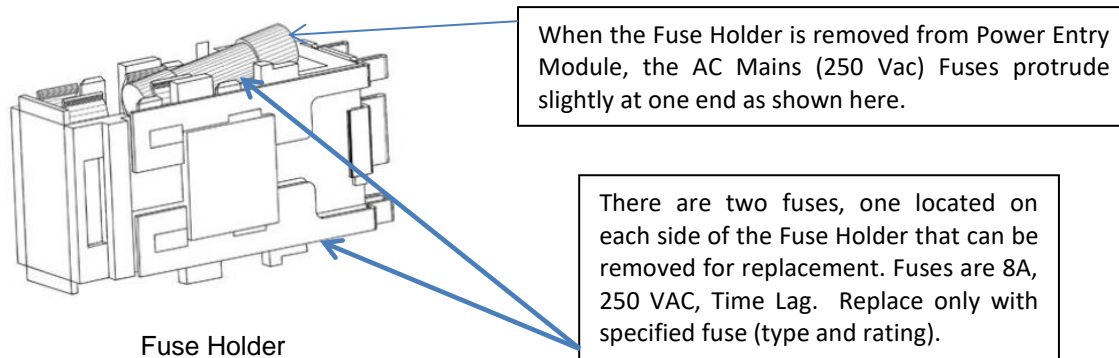 When the Fuse Holder is removed from Power Entry
Module, the AC Mains (250 Vac) Fuses protrude
slightly at one end as shown here.
There are two fuses, one located on
each side of the Fuse Holder that can be
removed for replacement. Fuses are 8A,
250 VAC, Time Lag. Replace only with
specified fuse (type and rating).
Fuse Holder